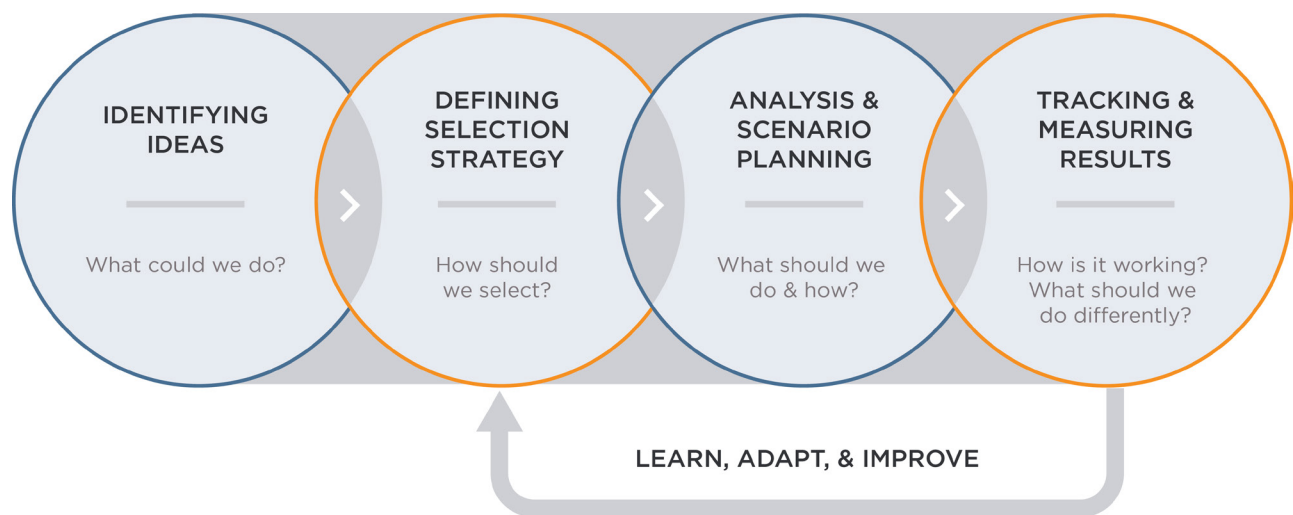 IDENTIFYING
IDEAS
What could we do?
DEFINING
SELECTION
STRATEGY
How should
we select?
ANALYSIS &
SCENARIO
PLANNING
What should we
do & how?
TRACKING &
MEASURING
RESULTS
How is it working?
What should we
do differently?
LEARN, ADAPT, & IMPROVE